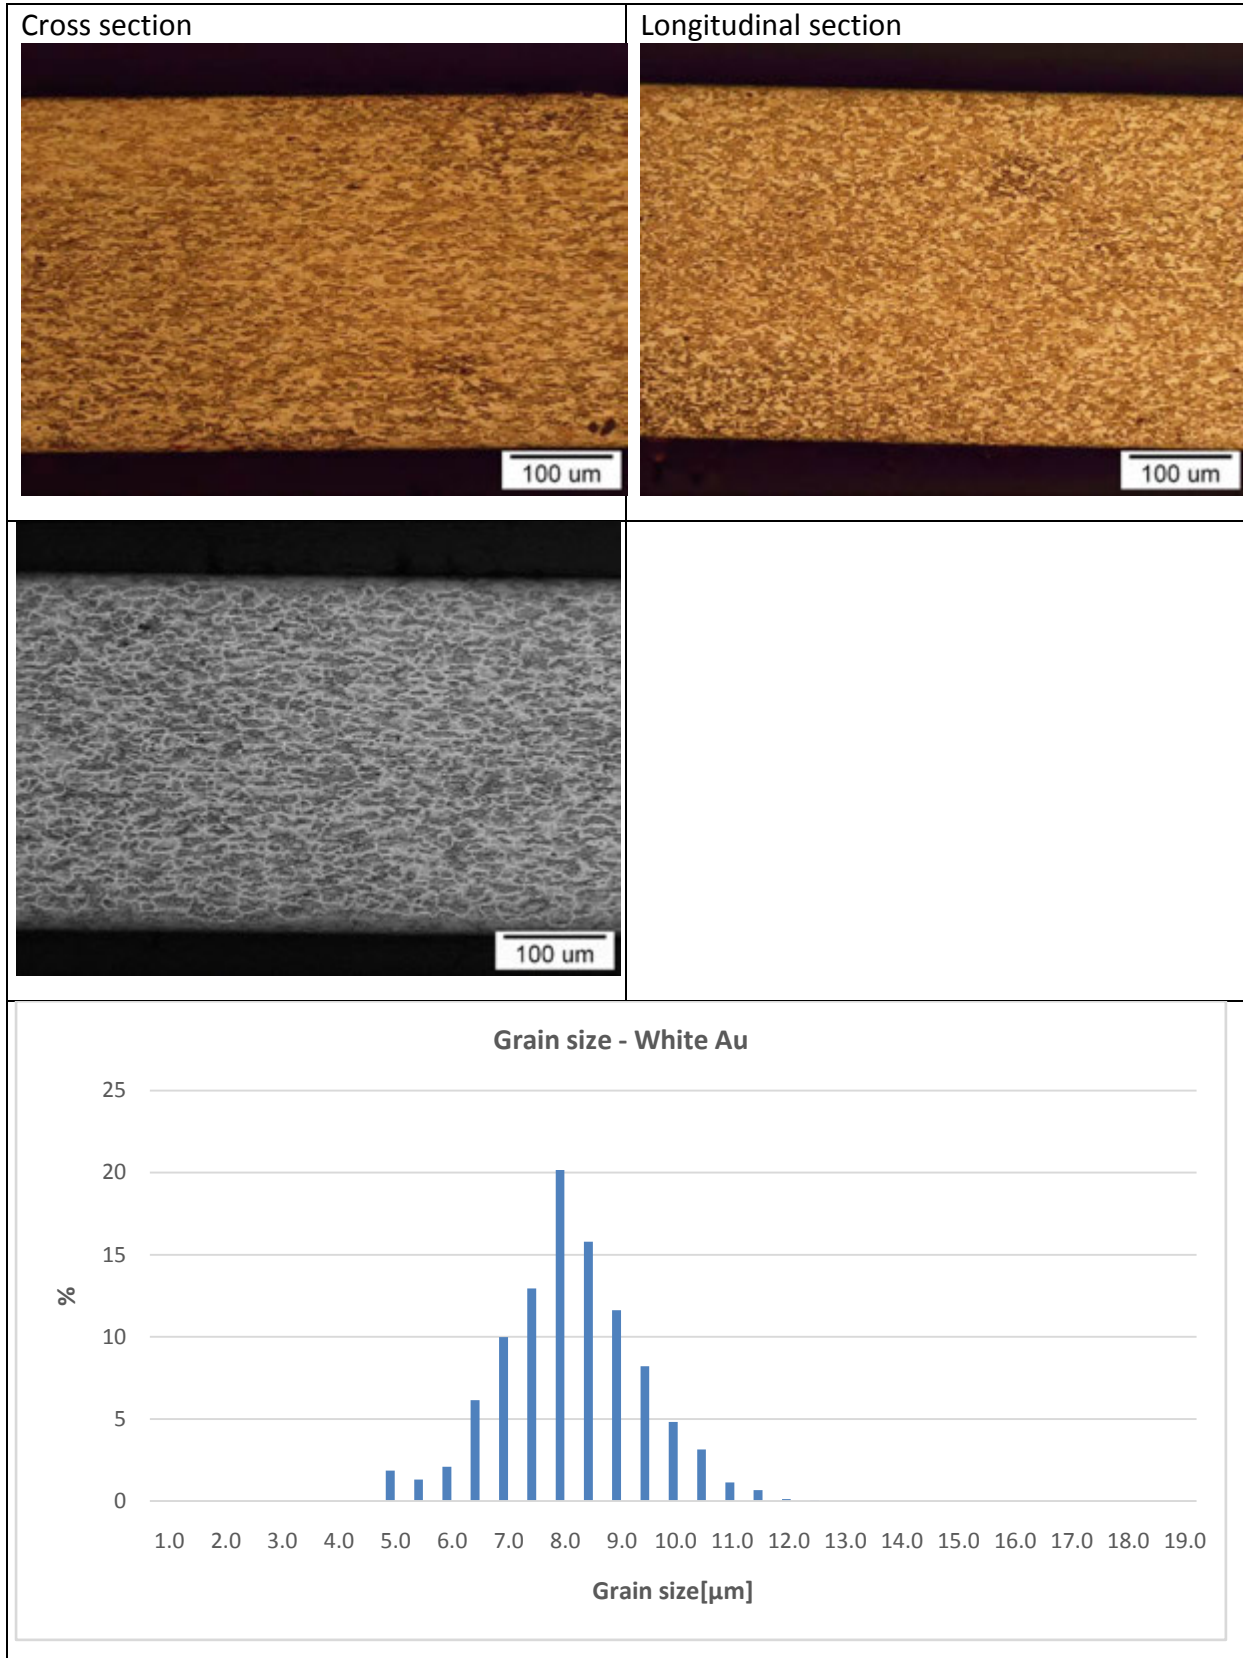 Cross section
Longitudinal section
100 um
100 um
100 um
Grain size - White Au
25
20
15
10
5
0
%
1.0 2.0 3.0 4.0 5.0 6.0 7.0 8.0 9.0 10.0 11.0 12.0 13.0 14.0 15.0 16.0 17.0 18.0 19.0
Grain size[µm]